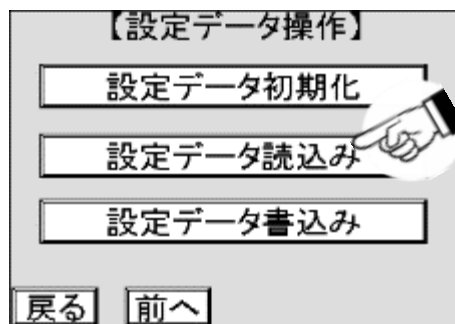 【設定データ操作】
設定データ初期化
設定データ読込み
設定データ書込み
戻る 前へ